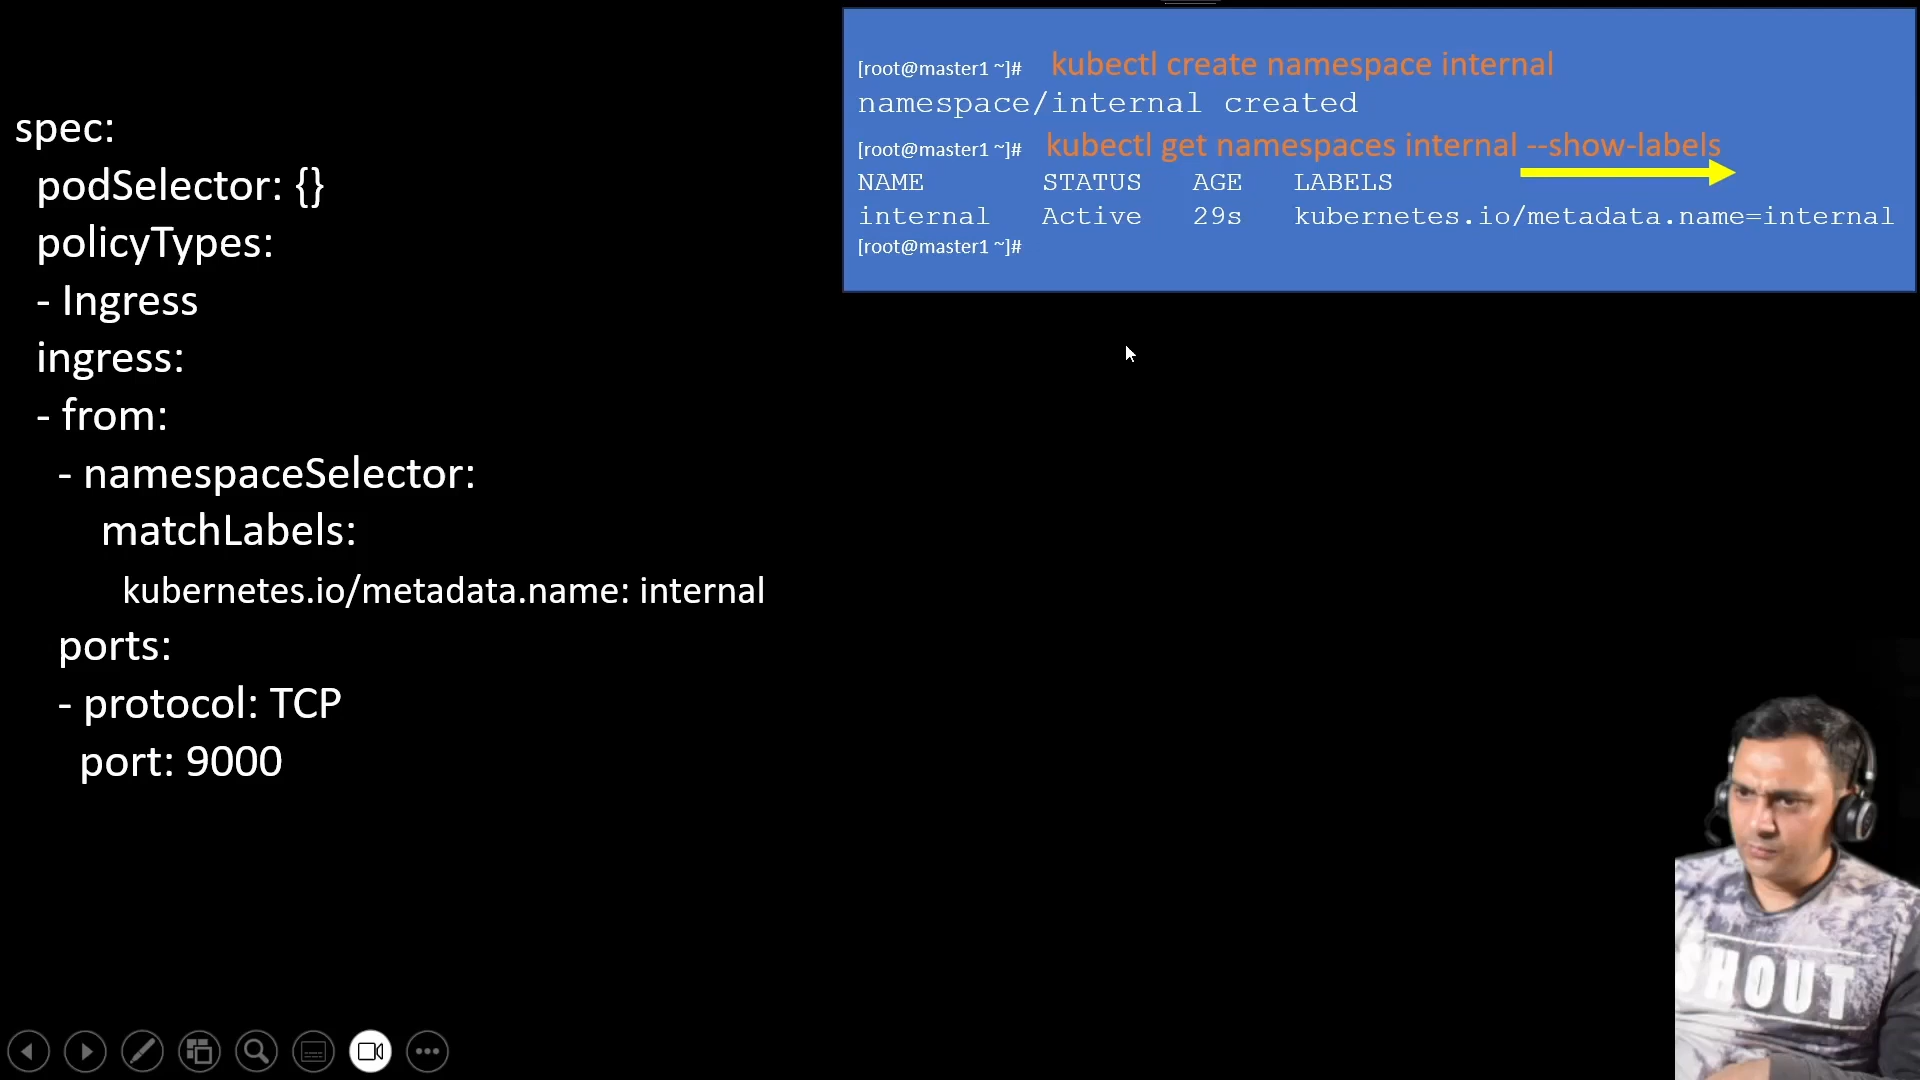 spec:
podSelector: {}
policyTypes:
- Ingress
ingress:
- from:
- namespaceSelector:
matchLabels:
kubernetes.io/metadata.name: internal
ports:
- protocol: TCP
port: 9000
[root@master1 ~]# kubectl create namespace internal
namespace/internal created
[root@master1 ~]# kubectl get namespaces internal --show-labels
NAME STATUS AGE LABELS
internal Active 29s kubernetes.io/metadata.name=internal
[root@master1 ~]#
SHOUT